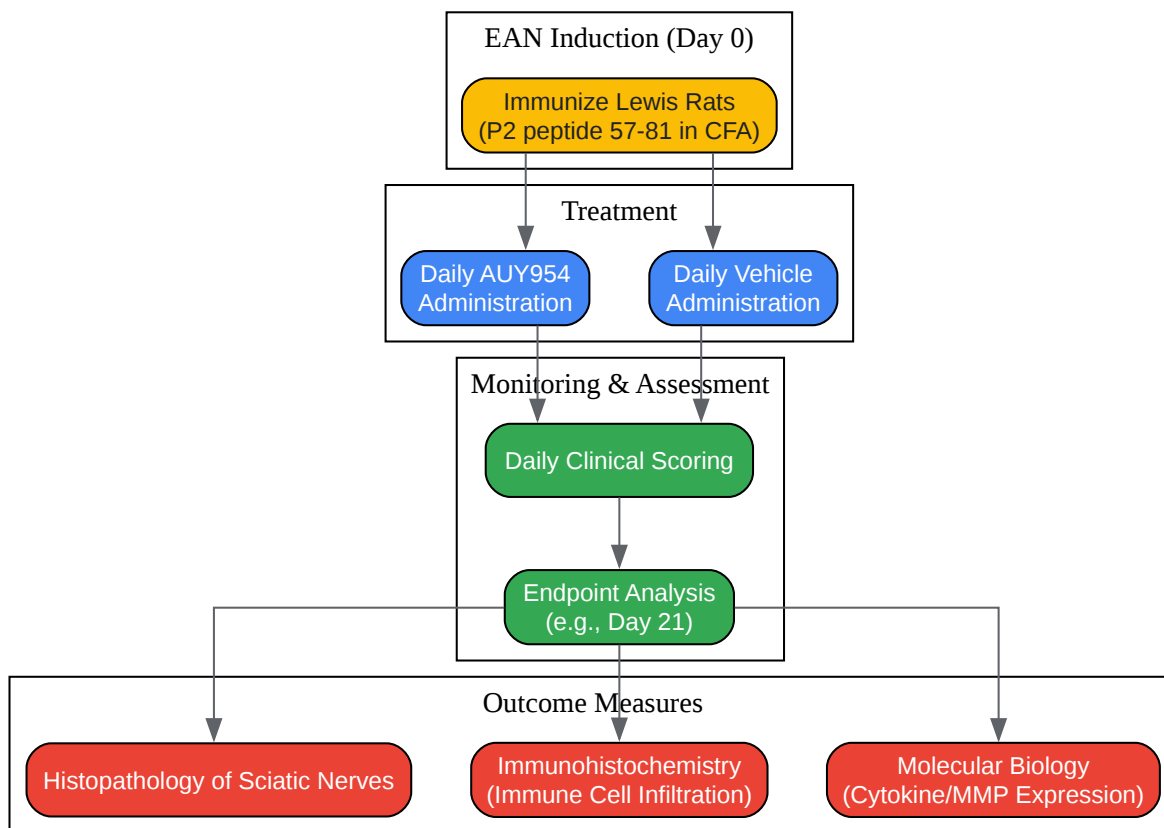 EAN Induction (Day 0)
Immunize Lewis Rats
(P2 peptide 57-81 in CFA)
Treatment
Daily AUY954
Administration
Daily Vehicle
Administration
Monitoring & Assessment
Daily Clinical Scoring
Endpoint Analysis
(e.g., Day 21)
Outcome Measures
Histopathology of Sciatic Nerves
Immunohistochemistry
(Immune Cell Infiltration)
Molecular Biology
(Cytokine/MMP Expression)